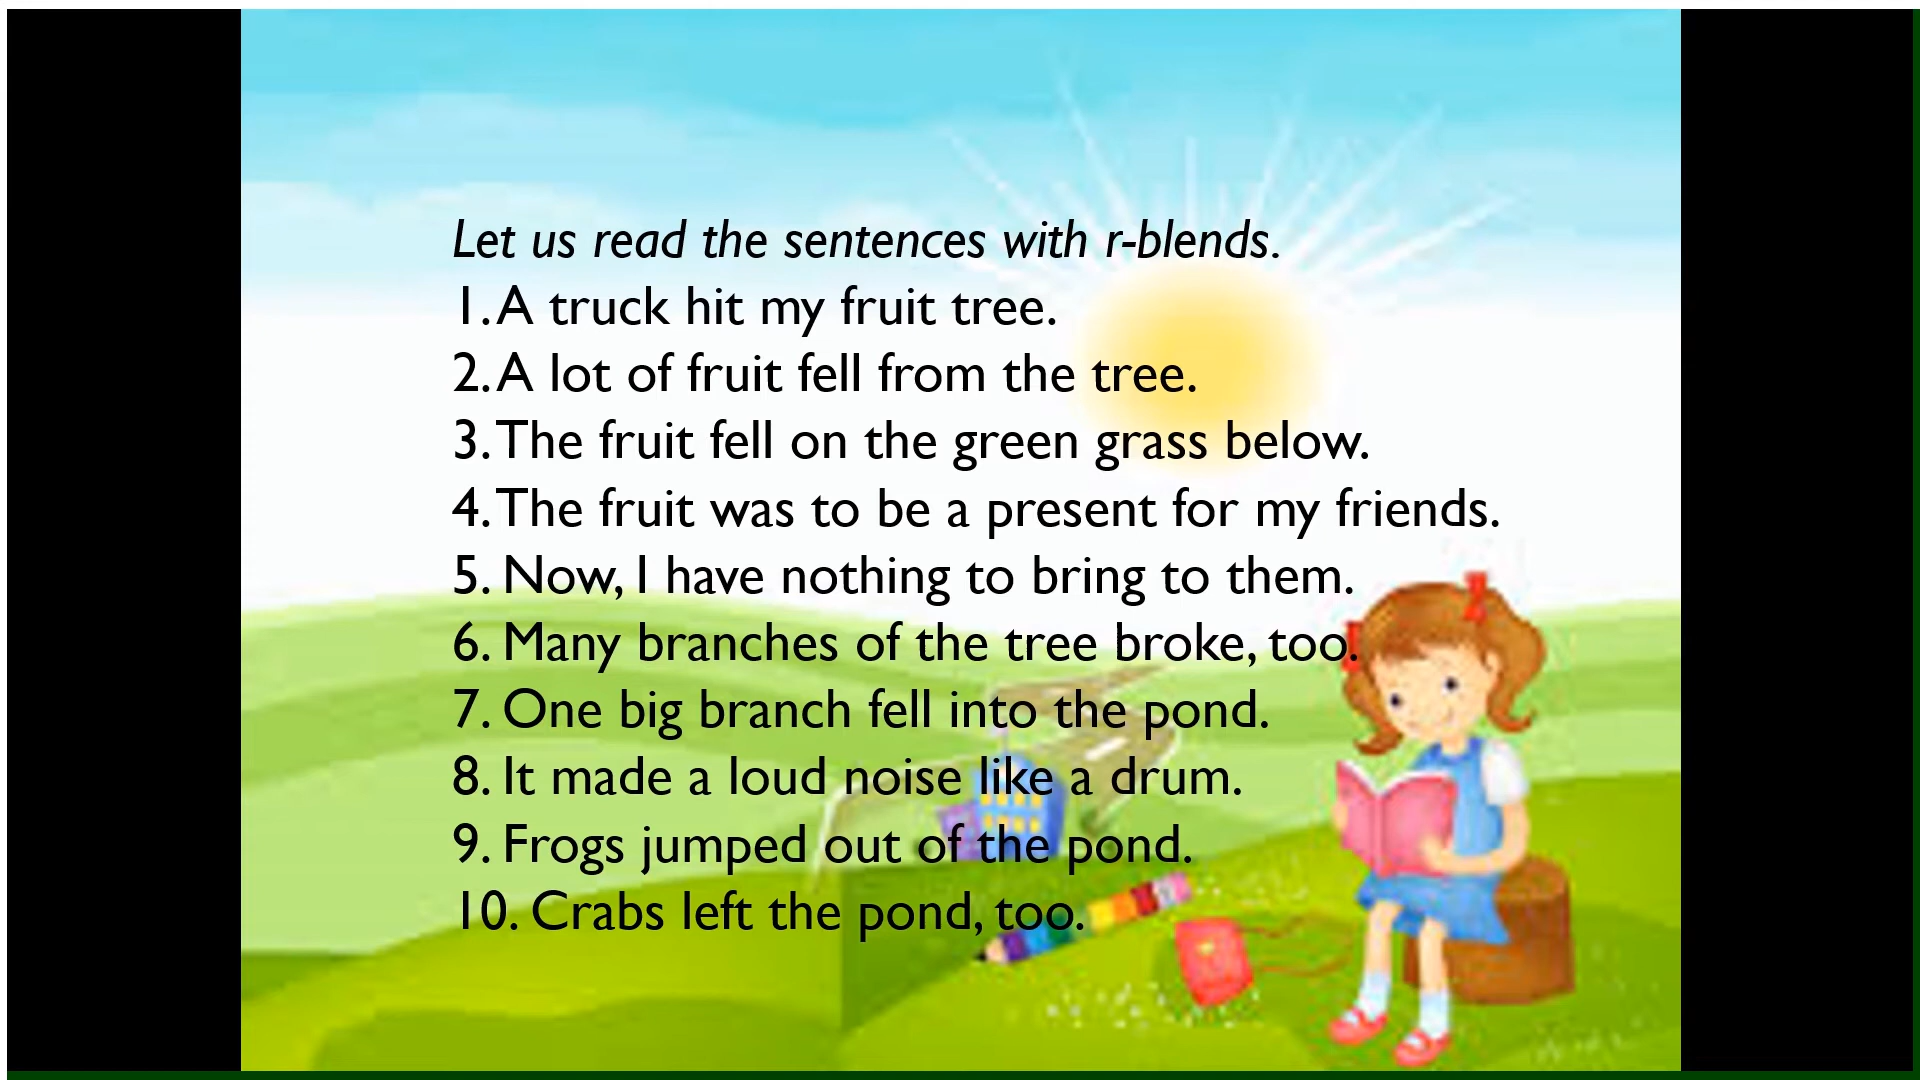 Let us read the sentences with r-blends.
1. A truck hit my fruit tree.
2. A lot of fruit fell from the tree.
3. The fruit fell on the green grass below.
4. The fruit was to be a present for my friends.
5. Now, I have nothing to bring to them.
6. Many branches of the tree broke, too.
7. One big branch fell into the pond.
8. It made a loud noise like a drum.
9. Frogs jumped out of the pond.
10. Crabs left the pond, too.